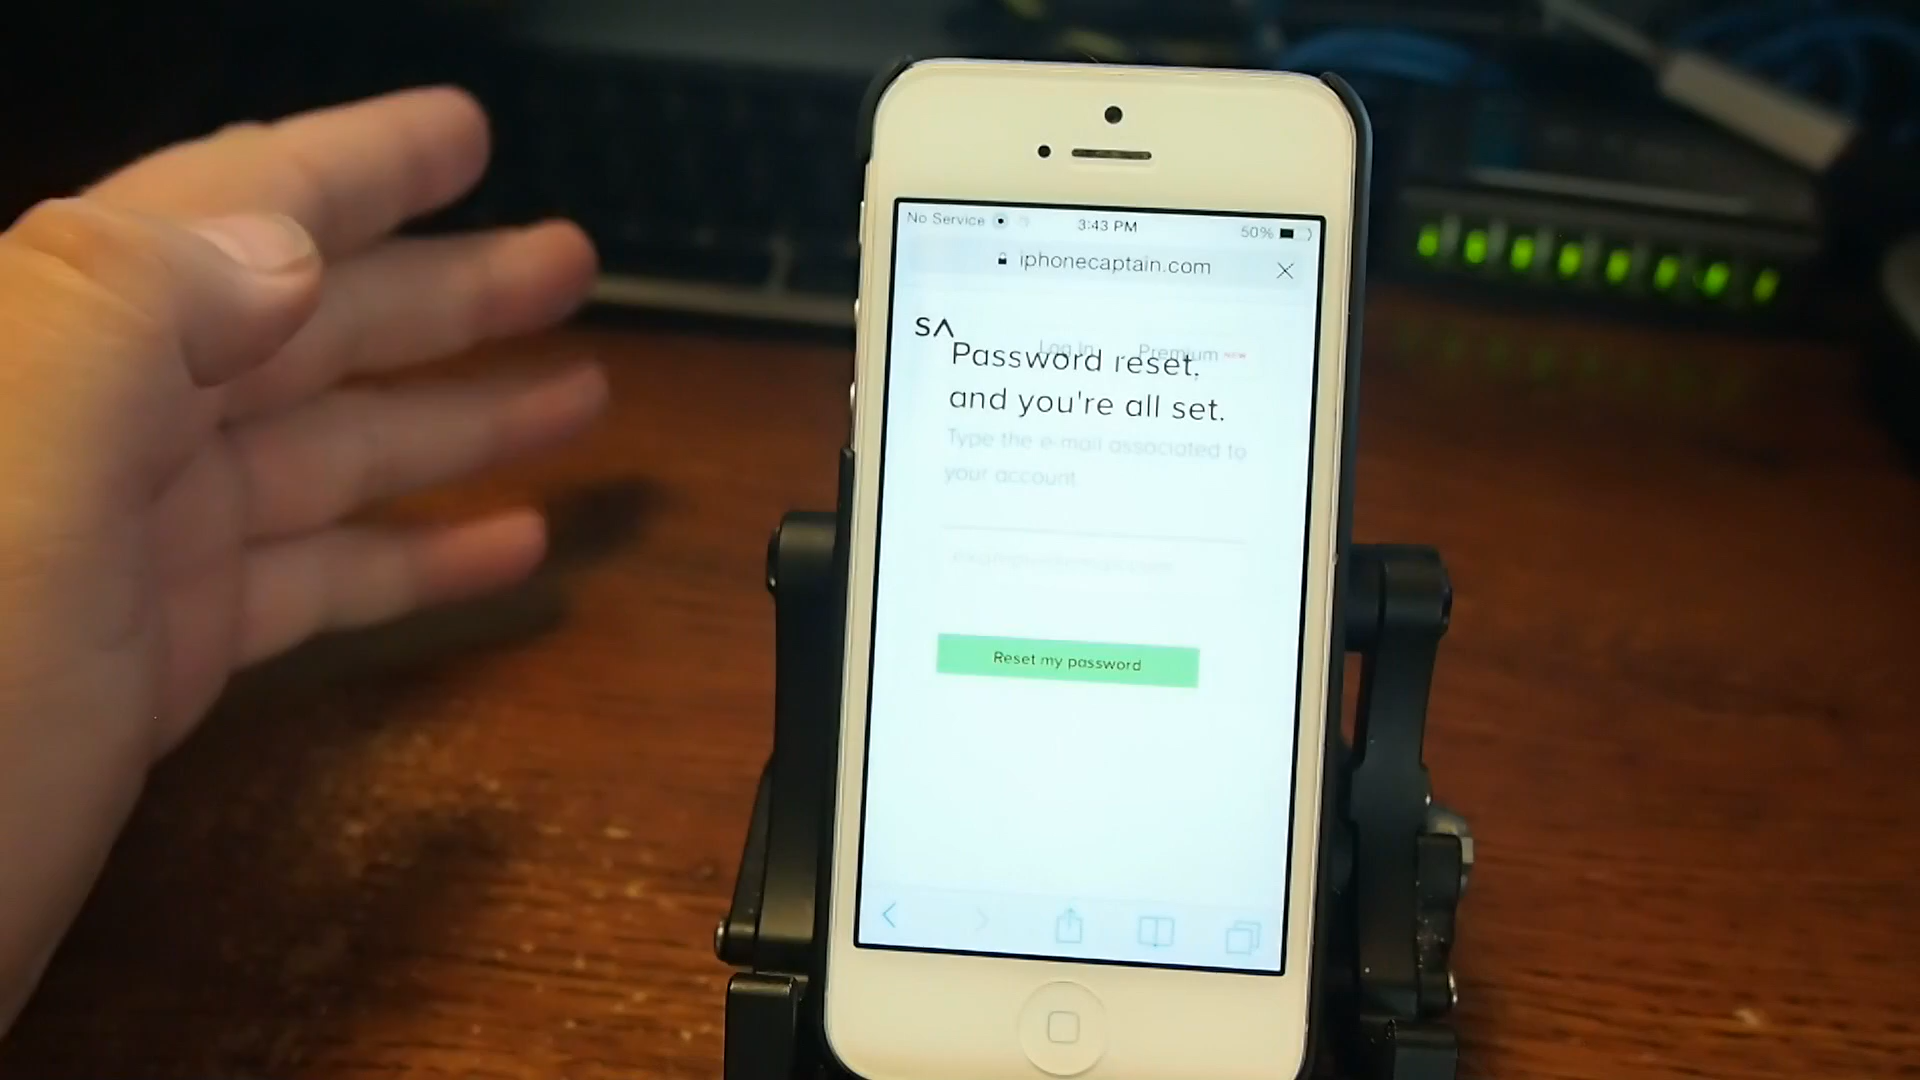 No Service 3:43 PM 50%
iphonecaptain.com
SΛ
Log In Premium NEW
Password reset,
and you're all set.
Type the e-mail associated to
your account
Reset my password